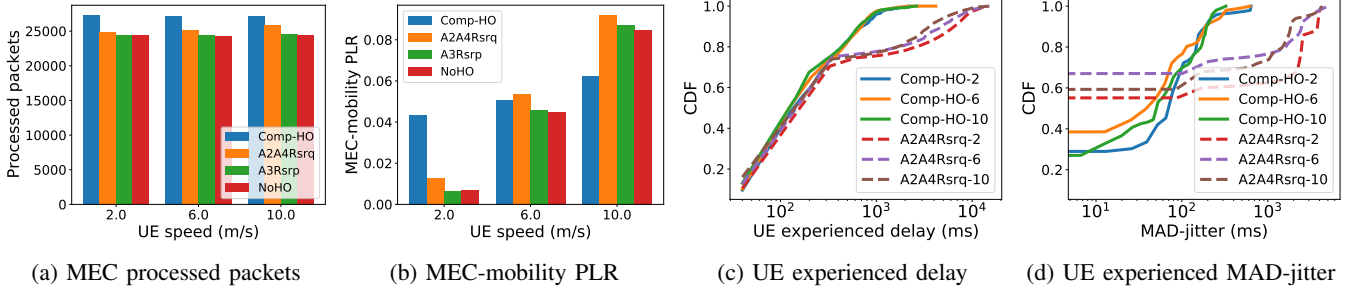 Processed packets
25000
20000
15000
10000
5000
0
2.0
6.0
10.0
UE speed (m/s)
Comp-HO
A2A4Rsrq
A3Rsrp
NoHO
(a) MEC processed packets
MEC-mobility PLR
0.08
0.06
0.04
0.02
0.00
2.0
6.0
10.0
UE speed (m/s)
Comp-HO
A2A4Rsrq
A3Rsrp
NoHO
(b) MEC-mobility PLR
CDF
1.0
0.8
0.6
0.4
0.2
10²
10³
10⁴
UE experienced delay (ms)
Comp-HO-2
Comp-HO-6
Comp-HO-10
A2A4Rsrq-2
A2A4Rsrq-6
A2A4Rsrq-10
(c) UE experienced delay
CDF
1.0
0.8
0.6
0.4
0.2
10¹
10²
10³
MAD-jitter (ms)
Comp-HO-2
Comp-HO-6
Comp-HO-10
A2A4Rsrq-2
A2A4Rsrq-6
A2A4Rsrq-10
(d) UE experienced MAD-jitter